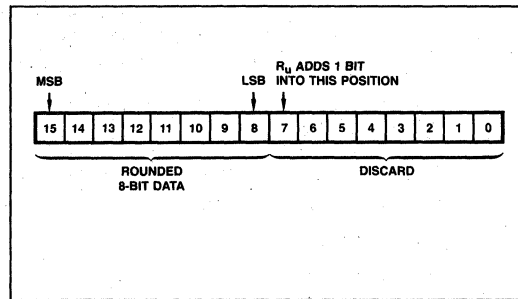 MSB
LSB
Ru ADDS 1 BIT
INTO THIS POSITION
15 14 13 12 11 10 9 8 7 6 5 4 3 2 1 0
ROUNDED
8-BIT DATA
DISCARD